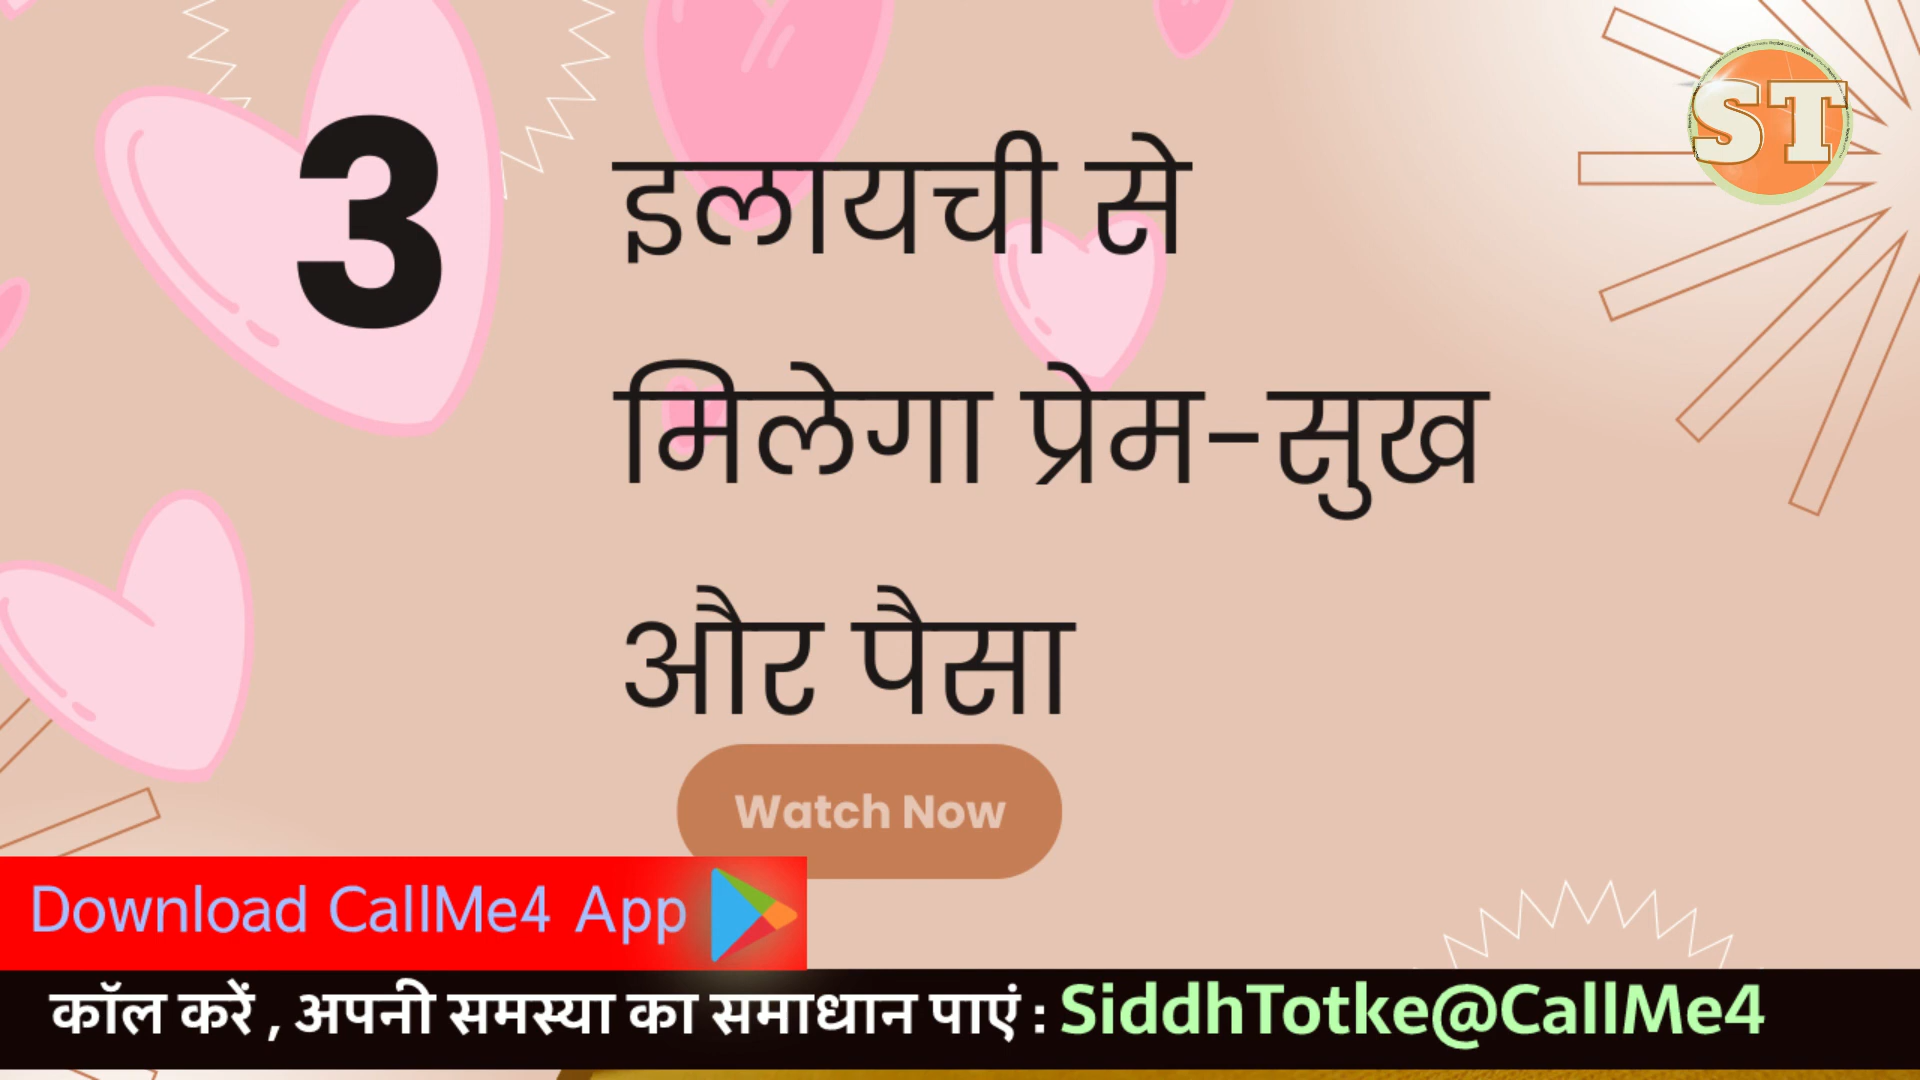 ST
3
इलायची से
मिलेगा प्रेम-सुख
और पैसा
Watch Now
Download CallMe4 App
कॉल करें , अपनी समस्या का समाधान पाएं : SiddhTotke@CallMe4